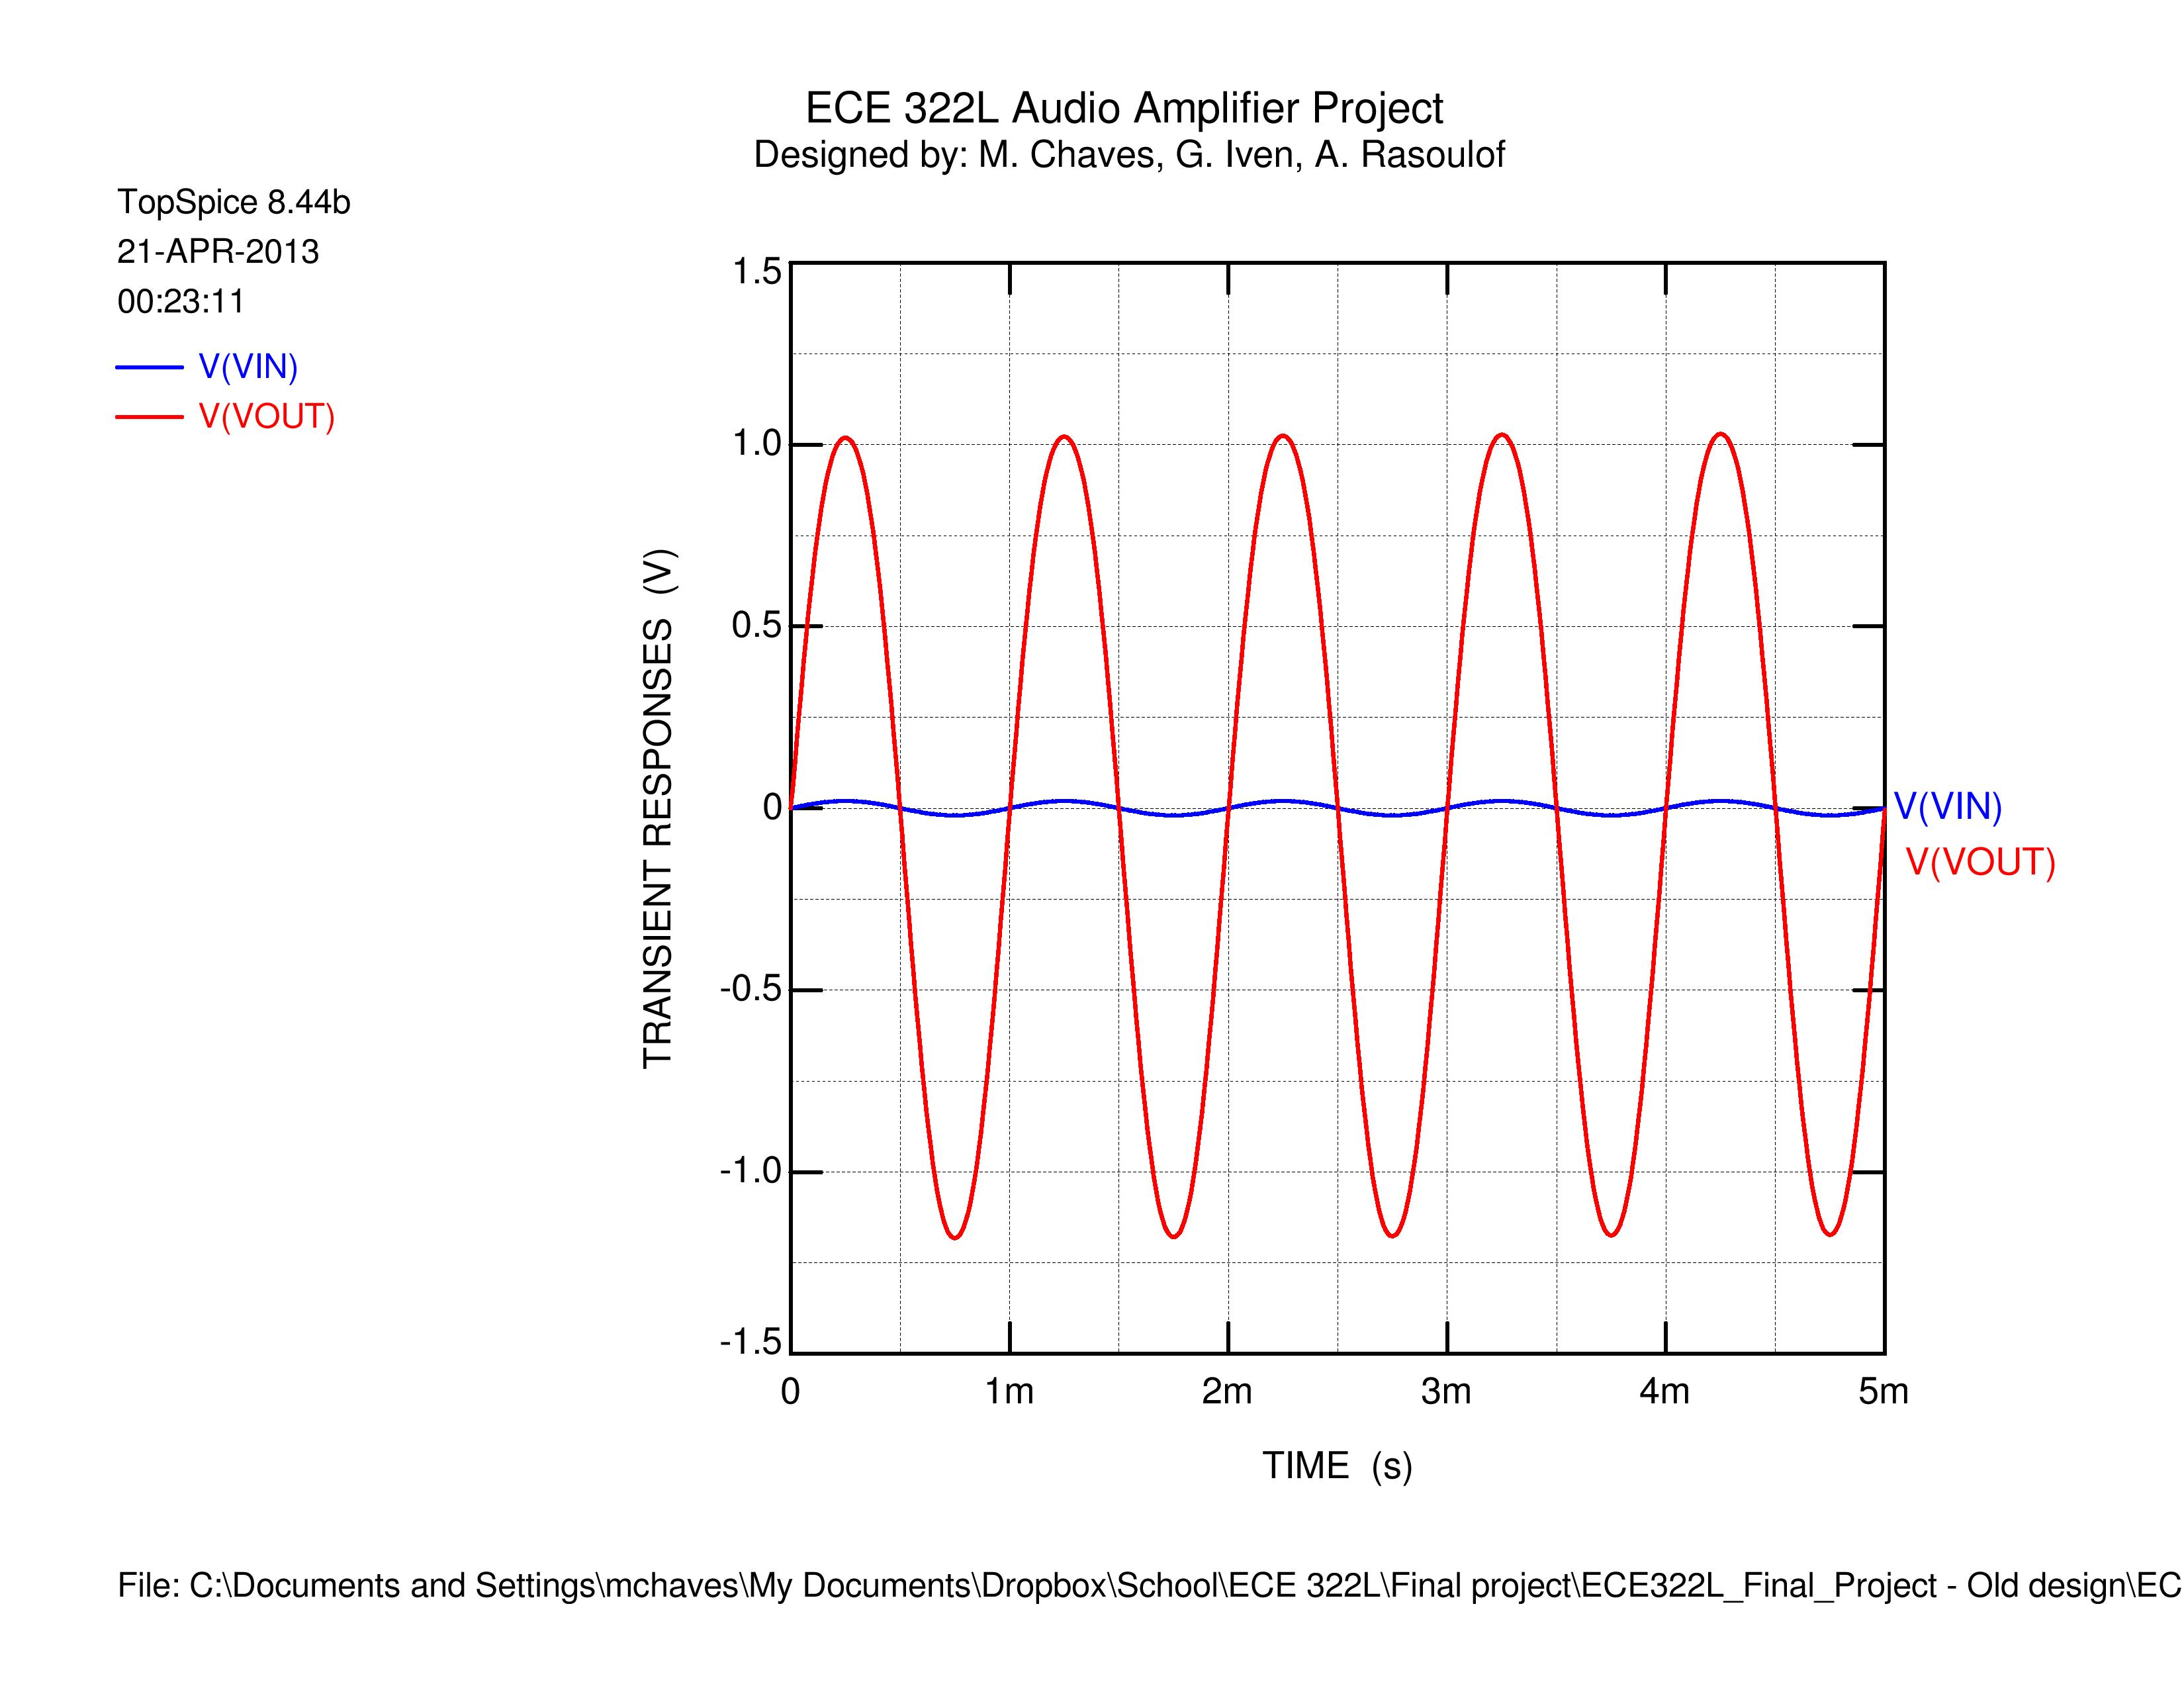 ECE 322L Audio Amplifier Project
Designed by: M. Chaves, G. Iven, A. Rasoulof
TopSpice 8.44b
21-APR-2013
00:23:11
V(VIN)
V(VOUT)
TRANSIENT RESPONSES (V)
1.5
1.0
0.5
0
-0.5
-1.0
-1.5
V(VIN)
V(VOUT)
0 1m 2m 3m 4m 5m
TIME (s)
File: C:\Documents and Settings\mchaves\My Documents\Dropbox\School\ECE 322L\Final project\ECE322L_Final_Project - Old design\EC